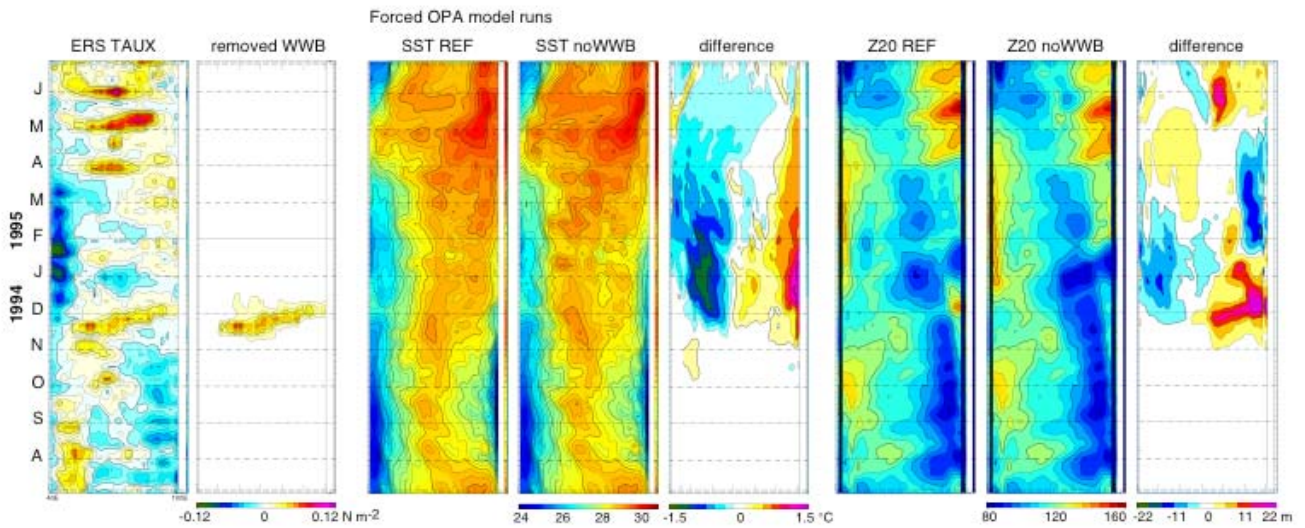 Forced OPA model runs
ERS TAUX removed WWB SST REF SST noWWB difference Z20 REF Z20 noWWB difference
J
M
A
M
F
J
D
N
O
S
A
1995
1994
-0.12 0 0.12 N m-2 24 26 28 30 -1.5 0 1.5 °C 80 120 160 -22 -11 0 11 22 m